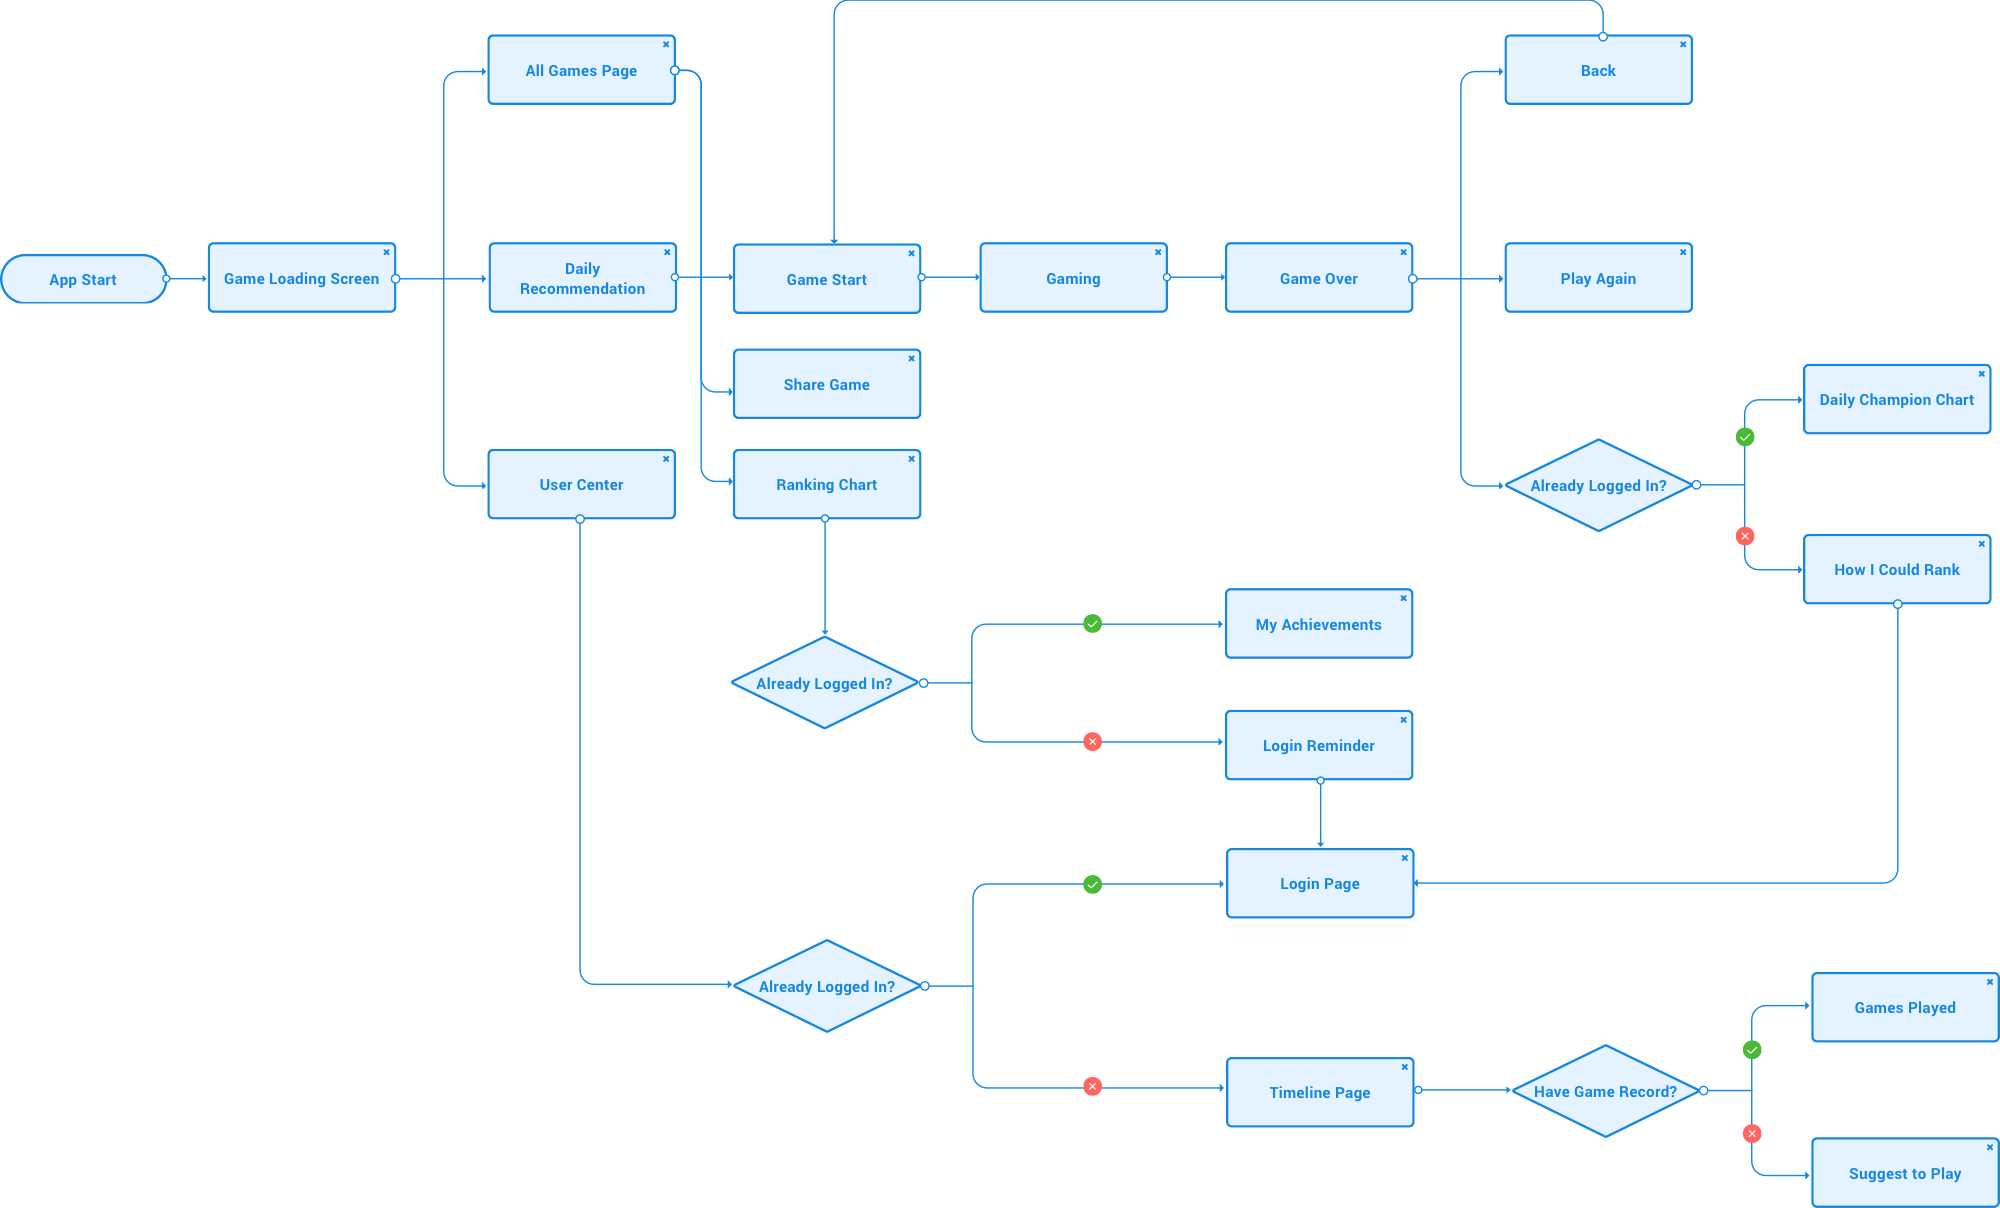 All Games Page
Back
App Start
Game Loading Screen
Daily
Recommendation
Game Start
Gaming
Game Over
Play Again
Share Game
Daily Champion Chart
User Center
Ranking Chart
Already Logged In?
How I Could Rank
My Achievements
Already Logged In?
Login Reminder
Login Page
Already Logged In?
Games Played
Timeline Page
Have Game Record?
Suggest to Play